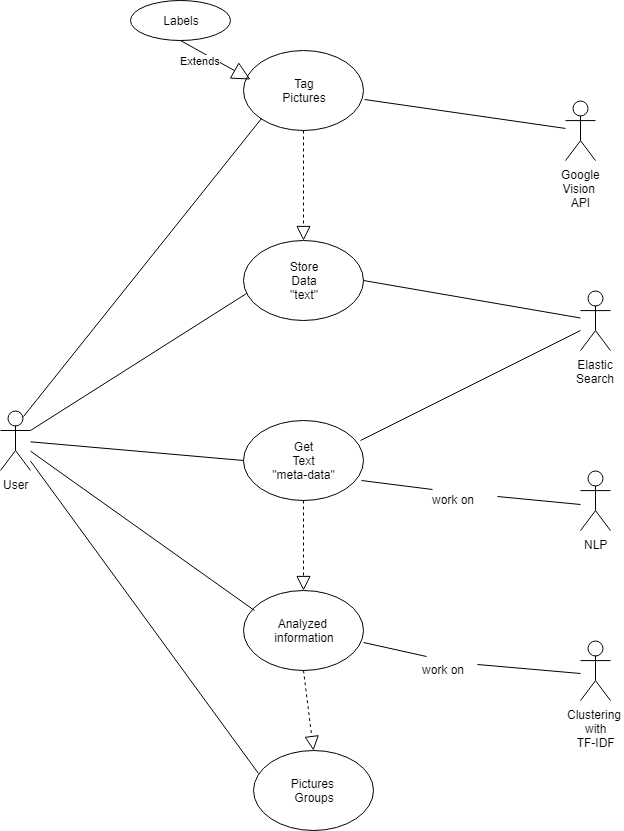 Labels
Extends
Tag
Pictures
Google
Vision
API
Store
Data
"text"
Elastic
Search
User
Get
Text
"meta-data"
work on
NLP
Analyzed
information
work on
Clustering
with
TF-IDF
Pictures
Groups